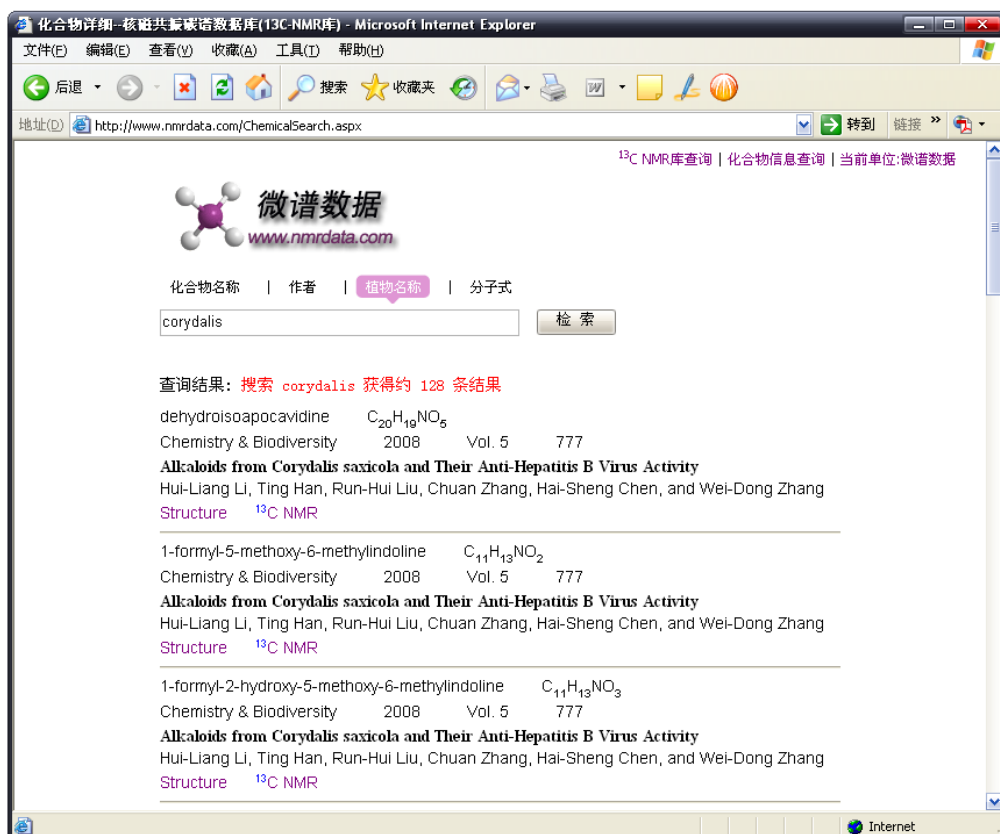 化合物详细--核磁共振碳谱数据库(13C-NMR库) - Microsoft Internet Explorer
文件(F) 编辑(E) 查看(V) 收藏(A) 工具(T) 帮助(H)
后退 搜索 收藏夹
地址(D) http://www.nmrdata.com/ChemicalSearch.aspx 转到 链接 »
¹³C NMR库查询 | 化合物信息查询 | 当前单位:微谱数据
微谱数据
www.nmrdata.com
化合物名称 | 作者 | 植物名称 | 分子式
corydalis 检 索
查询结果: 搜索 corydalis 获得约 128 条结果
dehydroisoapocavidine C₂₀H₁₉NO₅
Chemistry & Biodiversity 2008 Vol. 5 777
Alkaloids from Corydalis saxicola and Their Anti-Hepatitis B Virus Activity
Hui-Liang Li, Ting Han, Run-Hui Liu, Chuan Zhang, Hai-Sheng Chen, and Wei-Dong Zhang
Structure ¹³C NMR
1-formyl-5-methoxy-6-methylindoline C₁₁H₁₃NO₂
Chemistry & Biodiversity 2008 Vol. 5 777
Alkaloids from Corydalis saxicola and Their Anti-Hepatitis B Virus Activity
Hui-Liang Li, Ting Han, Run-Hui Liu, Chuan Zhang, Hai-Sheng Chen, and Wei-Dong Zhang
Structure ¹³C NMR
1-formyl-2-hydroxy-5-methoxy-6-methylindoline C₁₁H₁₃NO₃
Chemistry & Biodiversity 2008 Vol. 5 777
Alkaloids from Corydalis saxicola and Their Anti-Hepatitis B Virus Activity
Hui-Liang Li, Ting Han, Run-Hui Liu, Chuan Zhang, Hai-Sheng Chen, and Wei-Dong Zhang
Structure ¹³C NMR
Internet